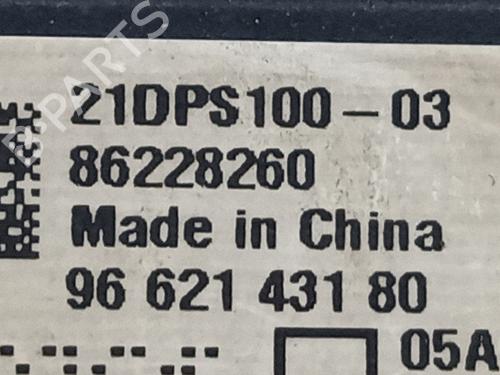 B-PARTS
21DPS100-03
86228260
Made in China
96 621 431 80
05A